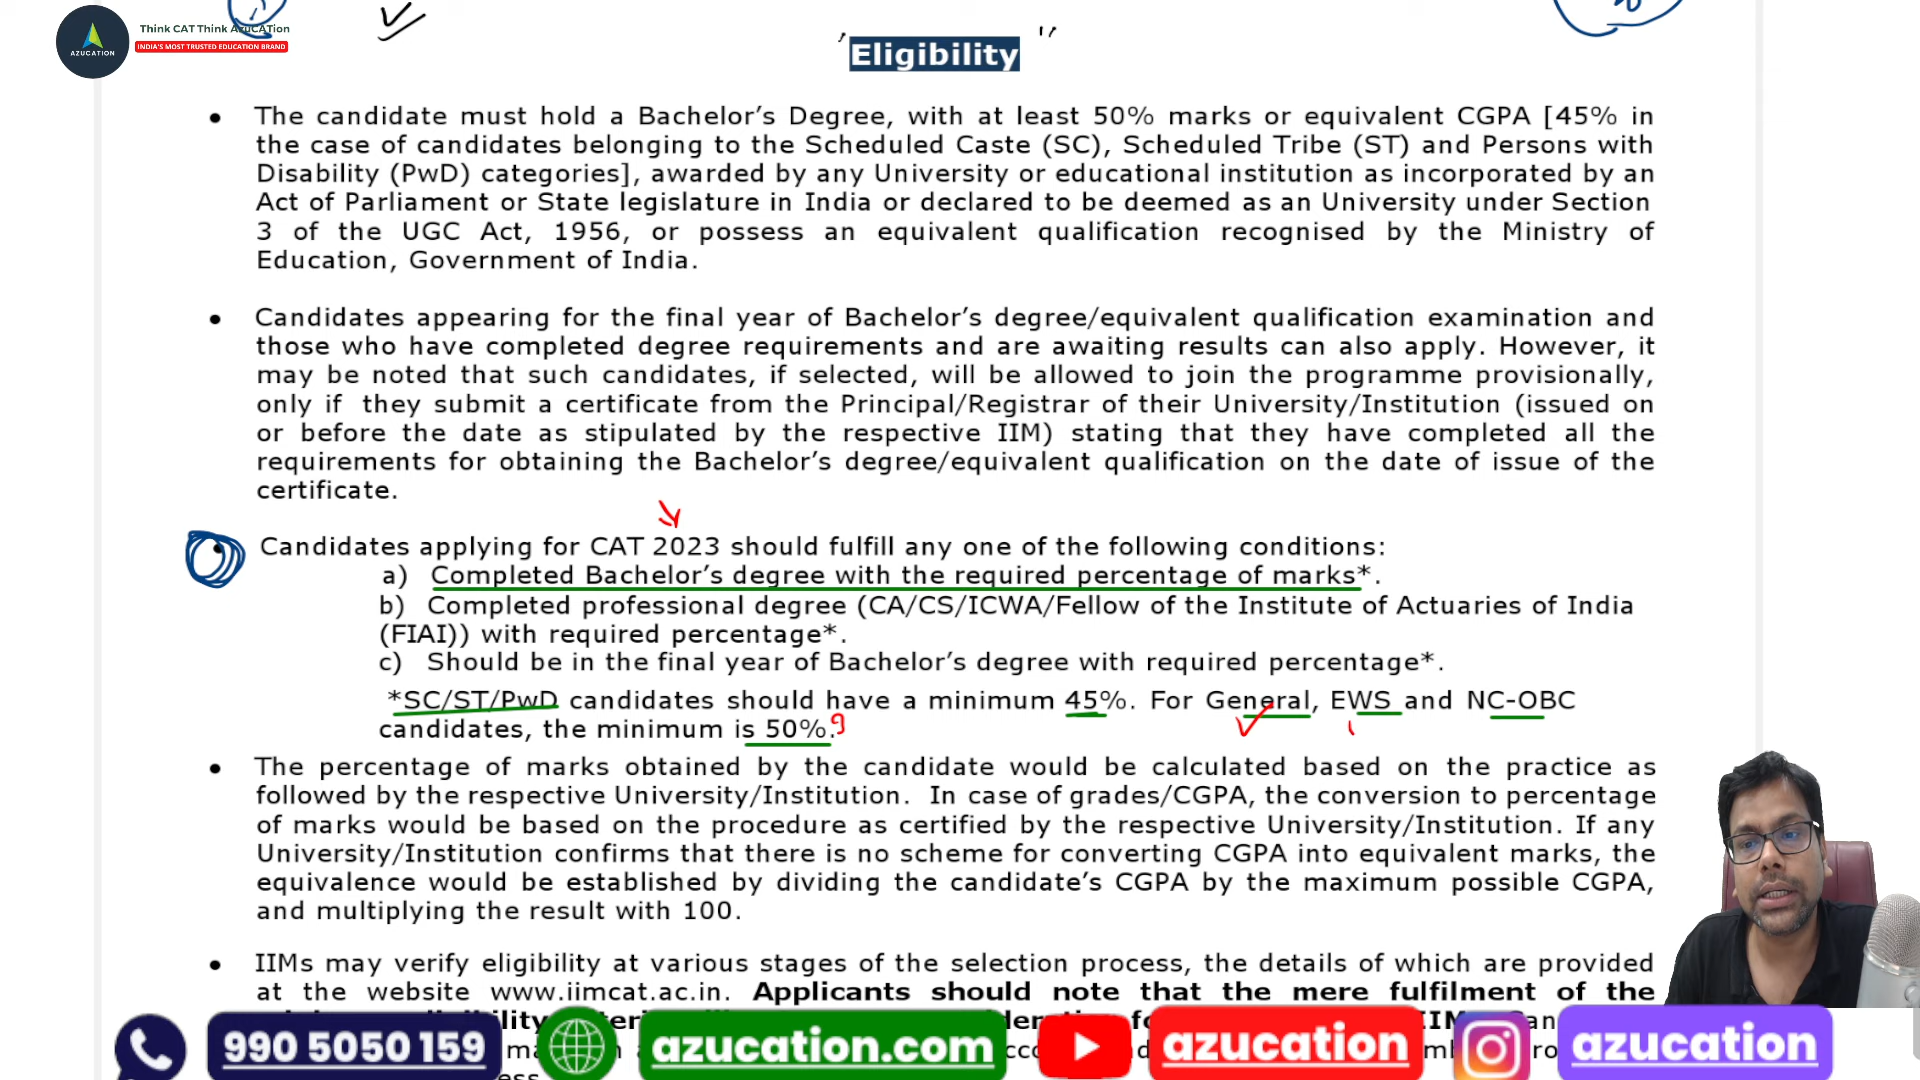 Think CAT Think AzuCATion
INDIA'S MOST TRUSTED EDUCATION BRAND
AZUCATION
Eligibility
• The candidate must hold a Bachelor’s Degree, with at least 50% marks or equivalent CGPA [45% in
the case of candidates belonging to the Scheduled Caste (SC), Scheduled Tribe (ST) and Persons with
Disability (PwD) categories], awarded by any University or educational institution as incorporated by an
Act of Parliament or State legislature in India or declared to be deemed as an University under Section
3 of the UGC Act, 1956, or possess an equivalent qualification recognised by the Ministry of
Education, Government of India.
• Candidates appearing for the final year of Bachelor’s degree/equivalent qualification examination and
those who have completed degree requirements and are awaiting results can also apply. However, it
may be noted that such candidates, if selected, will be allowed to join the programme provisionally,
only if they submit a certificate from the Principal/Registrar of their University/Institution (issued on
or before the date as stipulated by the respective IIM) stating that they have completed all the
requirements for obtaining the Bachelor’s degree/equivalent qualification on the date of issue of the
certificate.
• Candidates applying for CAT 2023 should fulfill any one of the following conditions:
a) Completed Bachelor’s degree with the required percentage of marks*.
b) Completed professional degree (CA/CS/ICWA/Fellow of the Institute of Actuaries of India
(FIAI)) with required percentage*.
c) Should be in the final year of Bachelor’s degree with required percentage*.
*SC/ST/PwD candidates should have a minimum 45%. For General, EWS and NC-OBC
candidates, the minimum is 50%.
• The percentage of marks obtained by the candidate would be calculated based on the practice as
followed by the respective University/Institution. In case of grades/CGPA, the conversion to percentage
of marks would be based on the procedure as certified by the respective University/Institution. If any
University/Institution confirms that there is no scheme for converting CGPA into equivalent marks, the
equivalence would be established by dividing the candidate’s CGPA by the maximum possible CGPA,
and multiplying the result with 100.
• IIMs may verify eligibility at various stages of the selection process, the details of which are provided
at the website www.iimcat.ac.in. Applicants should note that the mere fulfilment of the
990 5050 159
azucation.com
azucation
azucation